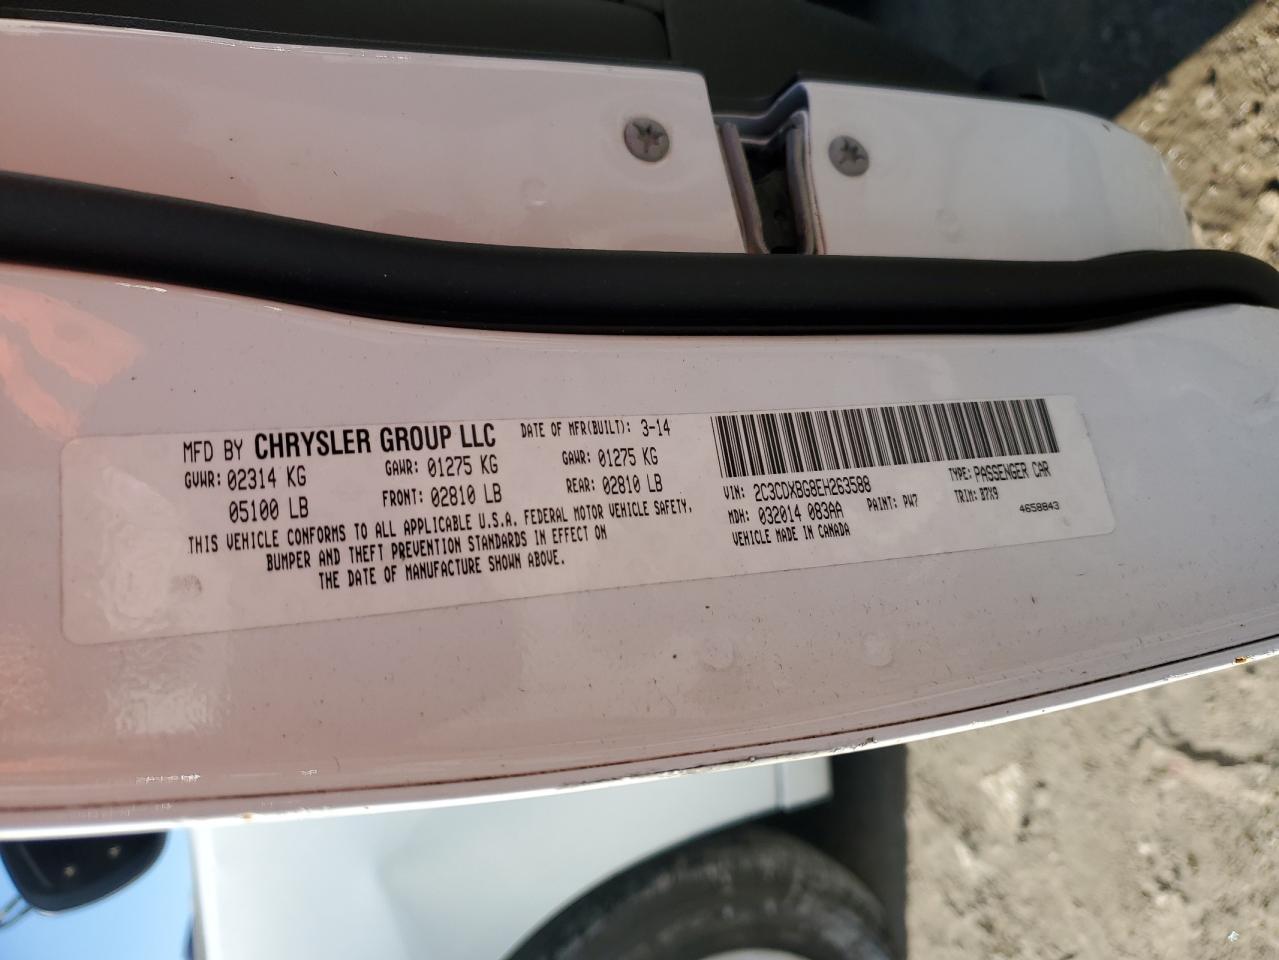 MFD BY CHRYSLER GROUP LLC DATE OF MFR(BUILT): 3-14
GVWR: 02314 KG GAWR: 01275 KG GAWR: 01275 KG
05100 LB FRONT: 02810 LB REAR: 02810 LB
THIS VEHICLE CONFORMS TO ALL APPLICABLE U.S.A. FEDERAL MOTOR VEHICLE SAFETY,
BUMPER AND THEFT PREVENTION STANDARDS IN EFFECT ON
THE DATE OF MANUFACTURE SHOWN ABOVE.
VIN: 2C3CDXBG8EH263588 TYPE: PASSENGER CAR
MDH: 032014 083AA PAINT: PW7 TRIM: B7X9
VEHICLE MADE IN CANADA 4658843